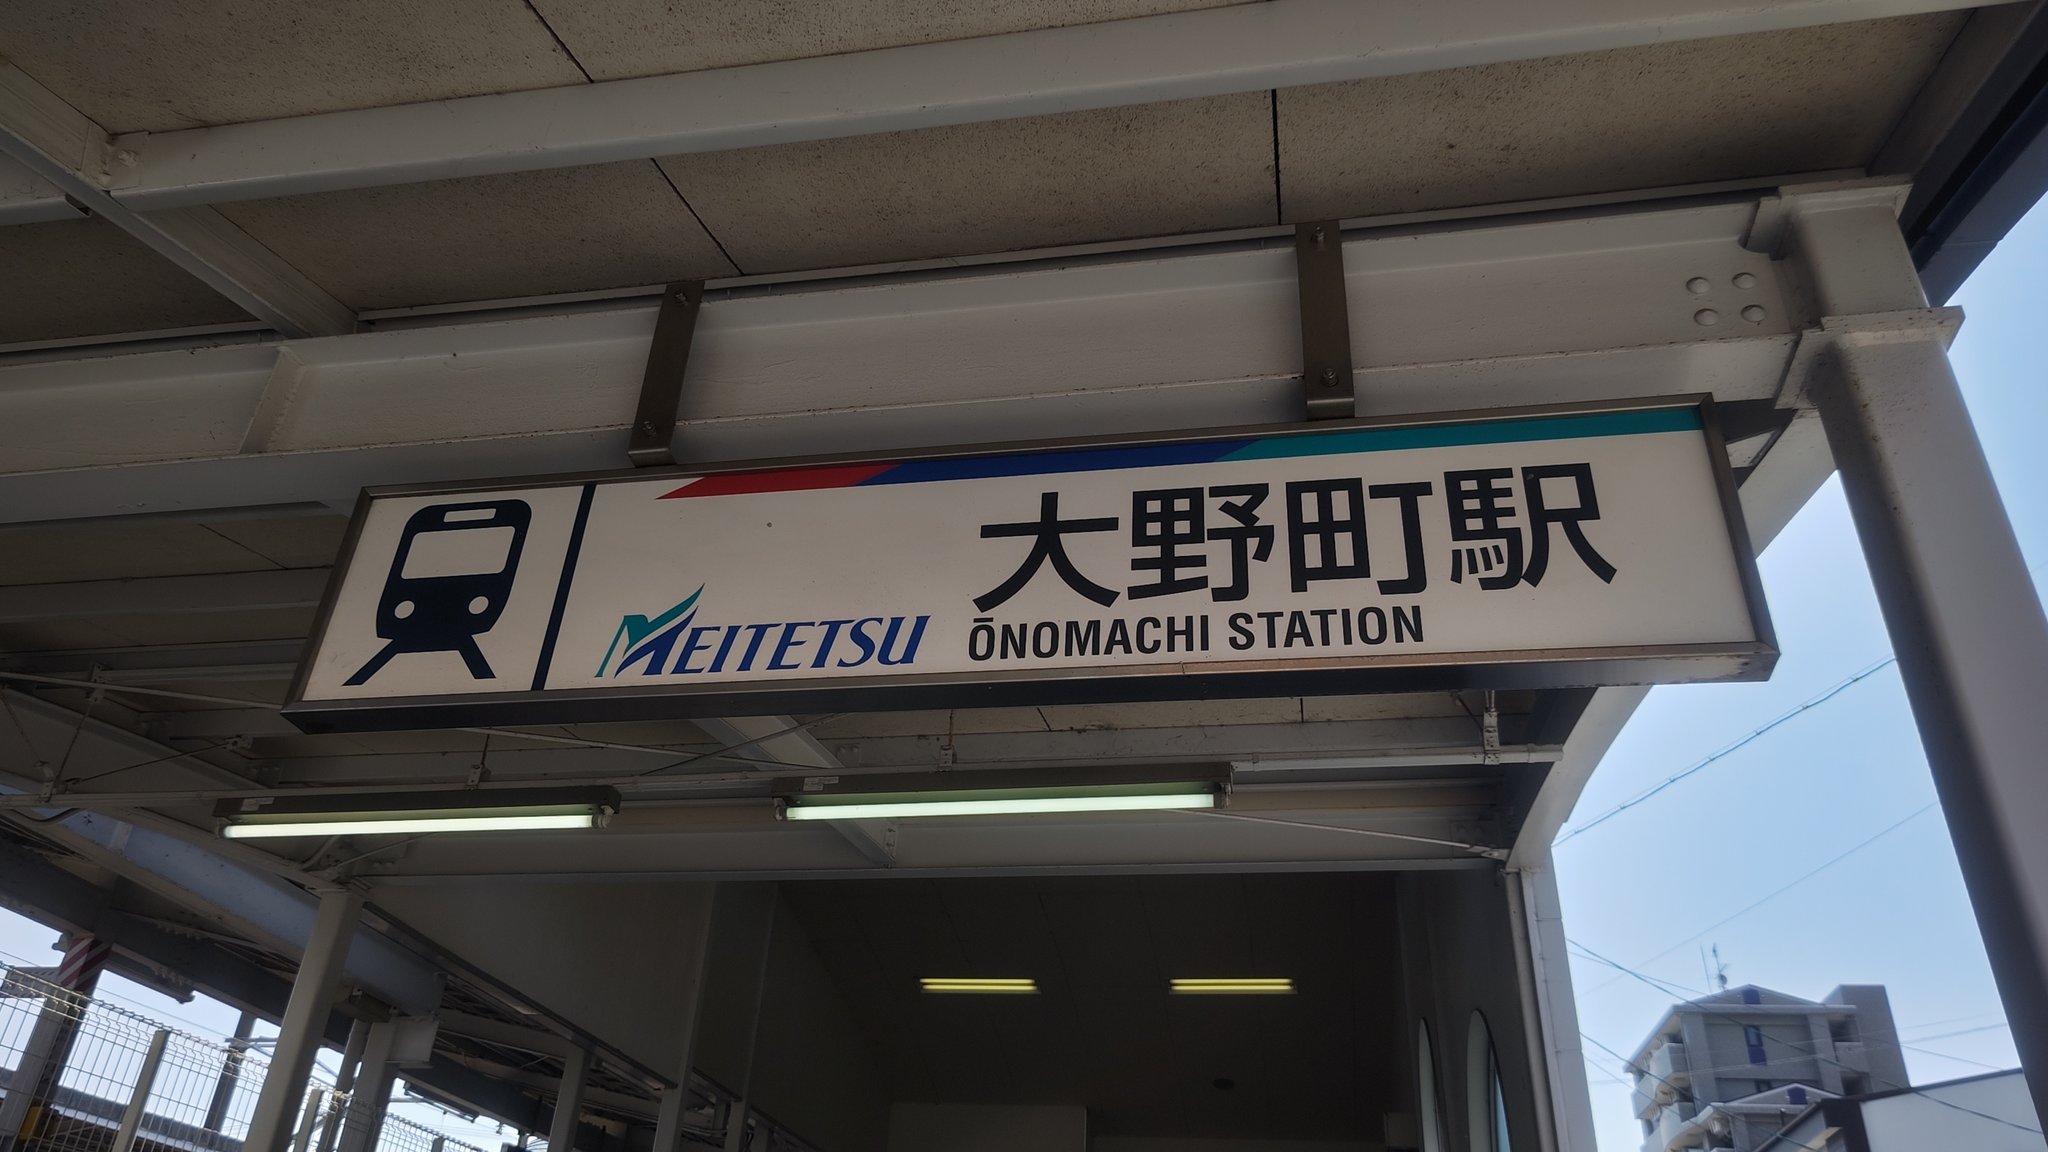 大野町駅
MEITETSU ŌNOMACHI STATION